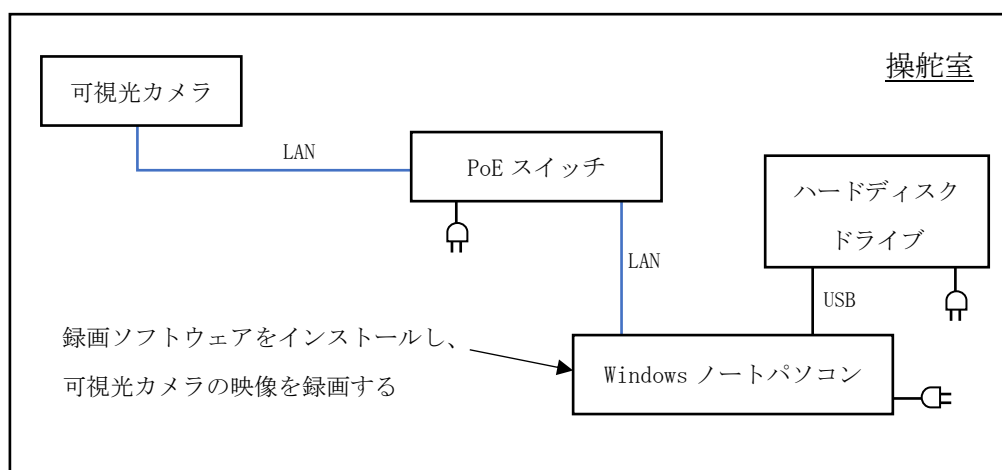 操舵室
可視光カメラ
LAN
PoE スイッチ
ハードディスク
ドライブ
LAN
USB
録画ソフトウェアをインストールし、
可視光カメラの映像を録画する
Windows ノートパソコン